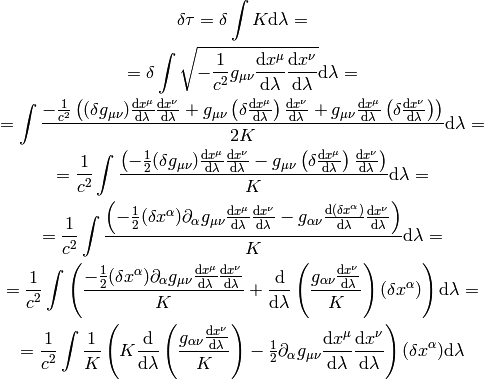 \delta\tau = \delta \int K \mathrm{d}\lambda =
= \delta \int \sqrt{-\frac{1}{c^2} g_{\mu\nu} \frac{\mathrm{d}x^\mu}{\mathrm{d}\lambda} \frac{\mathrm{d}x^\nu}{\mathrm{d}\lambda}} \mathrm{d}\lambda =
= \int \frac{-\frac{1}{c^2} \left( (\delta g_{\mu\nu}) \frac{\mathrm{d}x^\mu}{\mathrm{d}\lambda} \frac{\mathrm{d}x^\nu}{\mathrm{d}\lambda} + g_{\mu\nu} \left( \delta \frac{\mathrm{d}x^\mu}{\mathrm{d}\lambda} \right) \frac{\mathrm{d}x^\nu}{\mathrm{d}\lambda} + g_{\mu\nu} \frac{\mathrm{d}x^\mu}{\mathrm{d}\lambda} \left( \delta \frac{\mathrm{d}x^\nu}{\mathrm{d}\lambda} \right) \right)}{2K} \mathrm{d}\lambda =
= \frac{1}{c^2} \int \frac{\left( -\frac{1}{2} (\delta g_{\mu\nu}) \frac{\mathrm{d}x^\mu}{\mathrm{d}\lambda} \frac{\mathrm{d}x^\nu}{\mathrm{d}\lambda} - g_{\mu\nu} \left( \delta \frac{\mathrm{d}x^\mu}{\mathrm{d}\lambda} \right) \frac{\mathrm{d}x^\nu}{\mathrm{d}\lambda} \right)}{K} \mathrm{d}\lambda =
= \frac{1}{c^2} \int \frac{\left( -\frac{1}{2} (\delta x^\alpha) \partial_\alpha g_{\mu\nu} \frac{\mathrm{d}x^\mu}{\mathrm{d}\lambda} \frac{\mathrm{d}x^\nu}{\mathrm{d}\lambda} - g_{\alpha\nu} \frac{\mathrm{d}(\delta x^\alpha)}{\mathrm{d}\lambda} \frac{\mathrm{d}x^\nu}{\mathrm{d}\lambda} \right)}{K} \mathrm{d}\lambda =
= \frac{1}{c^2} \int \left( \frac{-\frac{1}{2} (\delta x^\alpha) \partial_\alpha g_{\mu\nu} \frac{\mathrm{d}x^\mu}{\mathrm{d}\lambda} \frac{\mathrm{d}x^\nu}{\mathrm{d}\lambda}}{K} + \frac{\mathrm{d}}{\mathrm{d}\lambda} \left( \frac{g_{\alpha\nu} \frac{\mathrm{d}x^\nu}{\mathrm{d}\lambda}}{K} \right) (\delta x^\alpha) \right) \mathrm{d}\lambda =
= \frac{1}{c^2} \int \frac{1}{K} \left( K \frac{\mathrm{d}}{\mathrm{d}\lambda} \left( \frac{g_{\alpha\nu} \frac{\mathrm{d}x^\nu}{\mathrm{d}\lambda}}{K} \right) - \frac{1}{2} \partial_\alpha g_{\mu\nu} \frac{\mathrm{d}x^\mu}{\mathrm{d}\lambda} \frac{\mathrm{d}x^\nu}{\mathrm{d}\lambda} \right) (\delta x^\alpha) \mathrm{d}\lambda